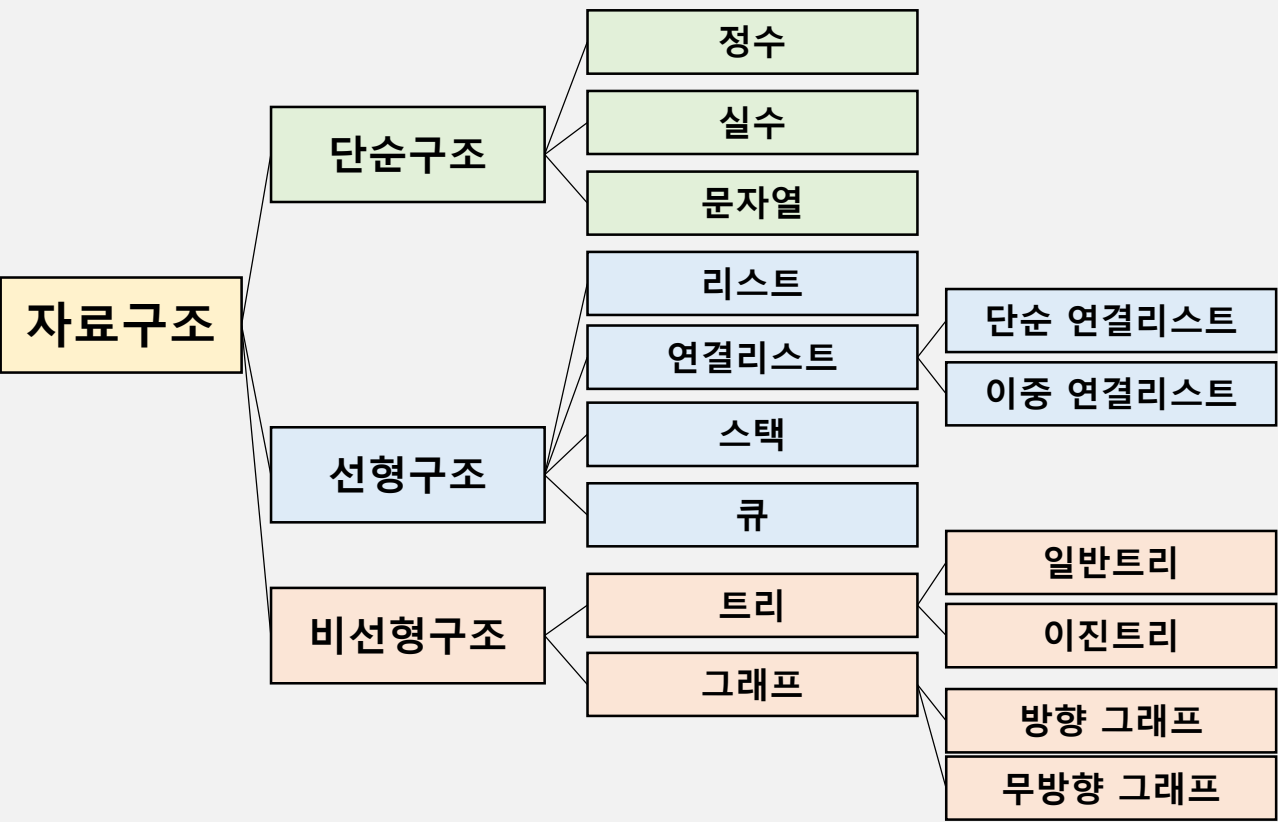 자료구조
단순구조
정수
실수
문자열
선형구조
리스트
연결리스트
단순 연결리스트
이중 연결리스트
스택
큐
비선형구조
트리
일반트리
이진트리
그래프
방향 그래프
무방향 그래프